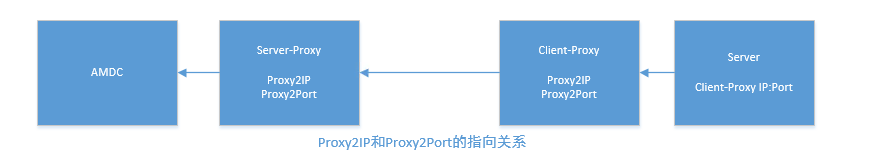 AMDC
Server-Proxy
Proxy2IP
Proxy2Port
Client-Proxy
Proxy2IP
Proxy2Port
Server
Client-Proxy IP:Port
Proxy2IP和Proxy2Port的指向关系